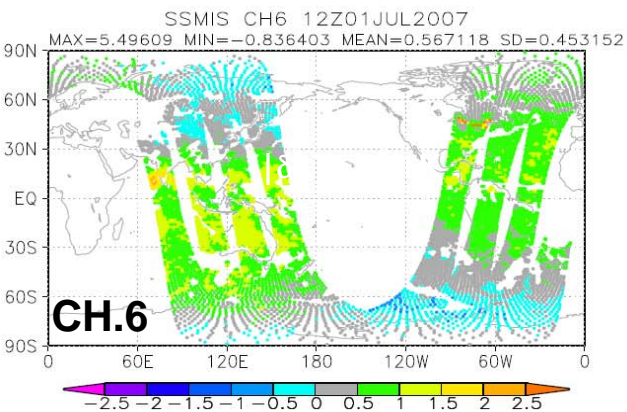 SSMIS CH6 12Z01JUL2007
MAX=5.49609 MIN=-0.836403 MEAN=0.567118 SD=0.453152
90N
60N
30N
EQ
30S
60S
90S
CH.6
0 60E 120E 180 120W 60W 0
-2.5 -2 -1.5 -1 -0.5 0 0.5 1 1.5 2 2.5